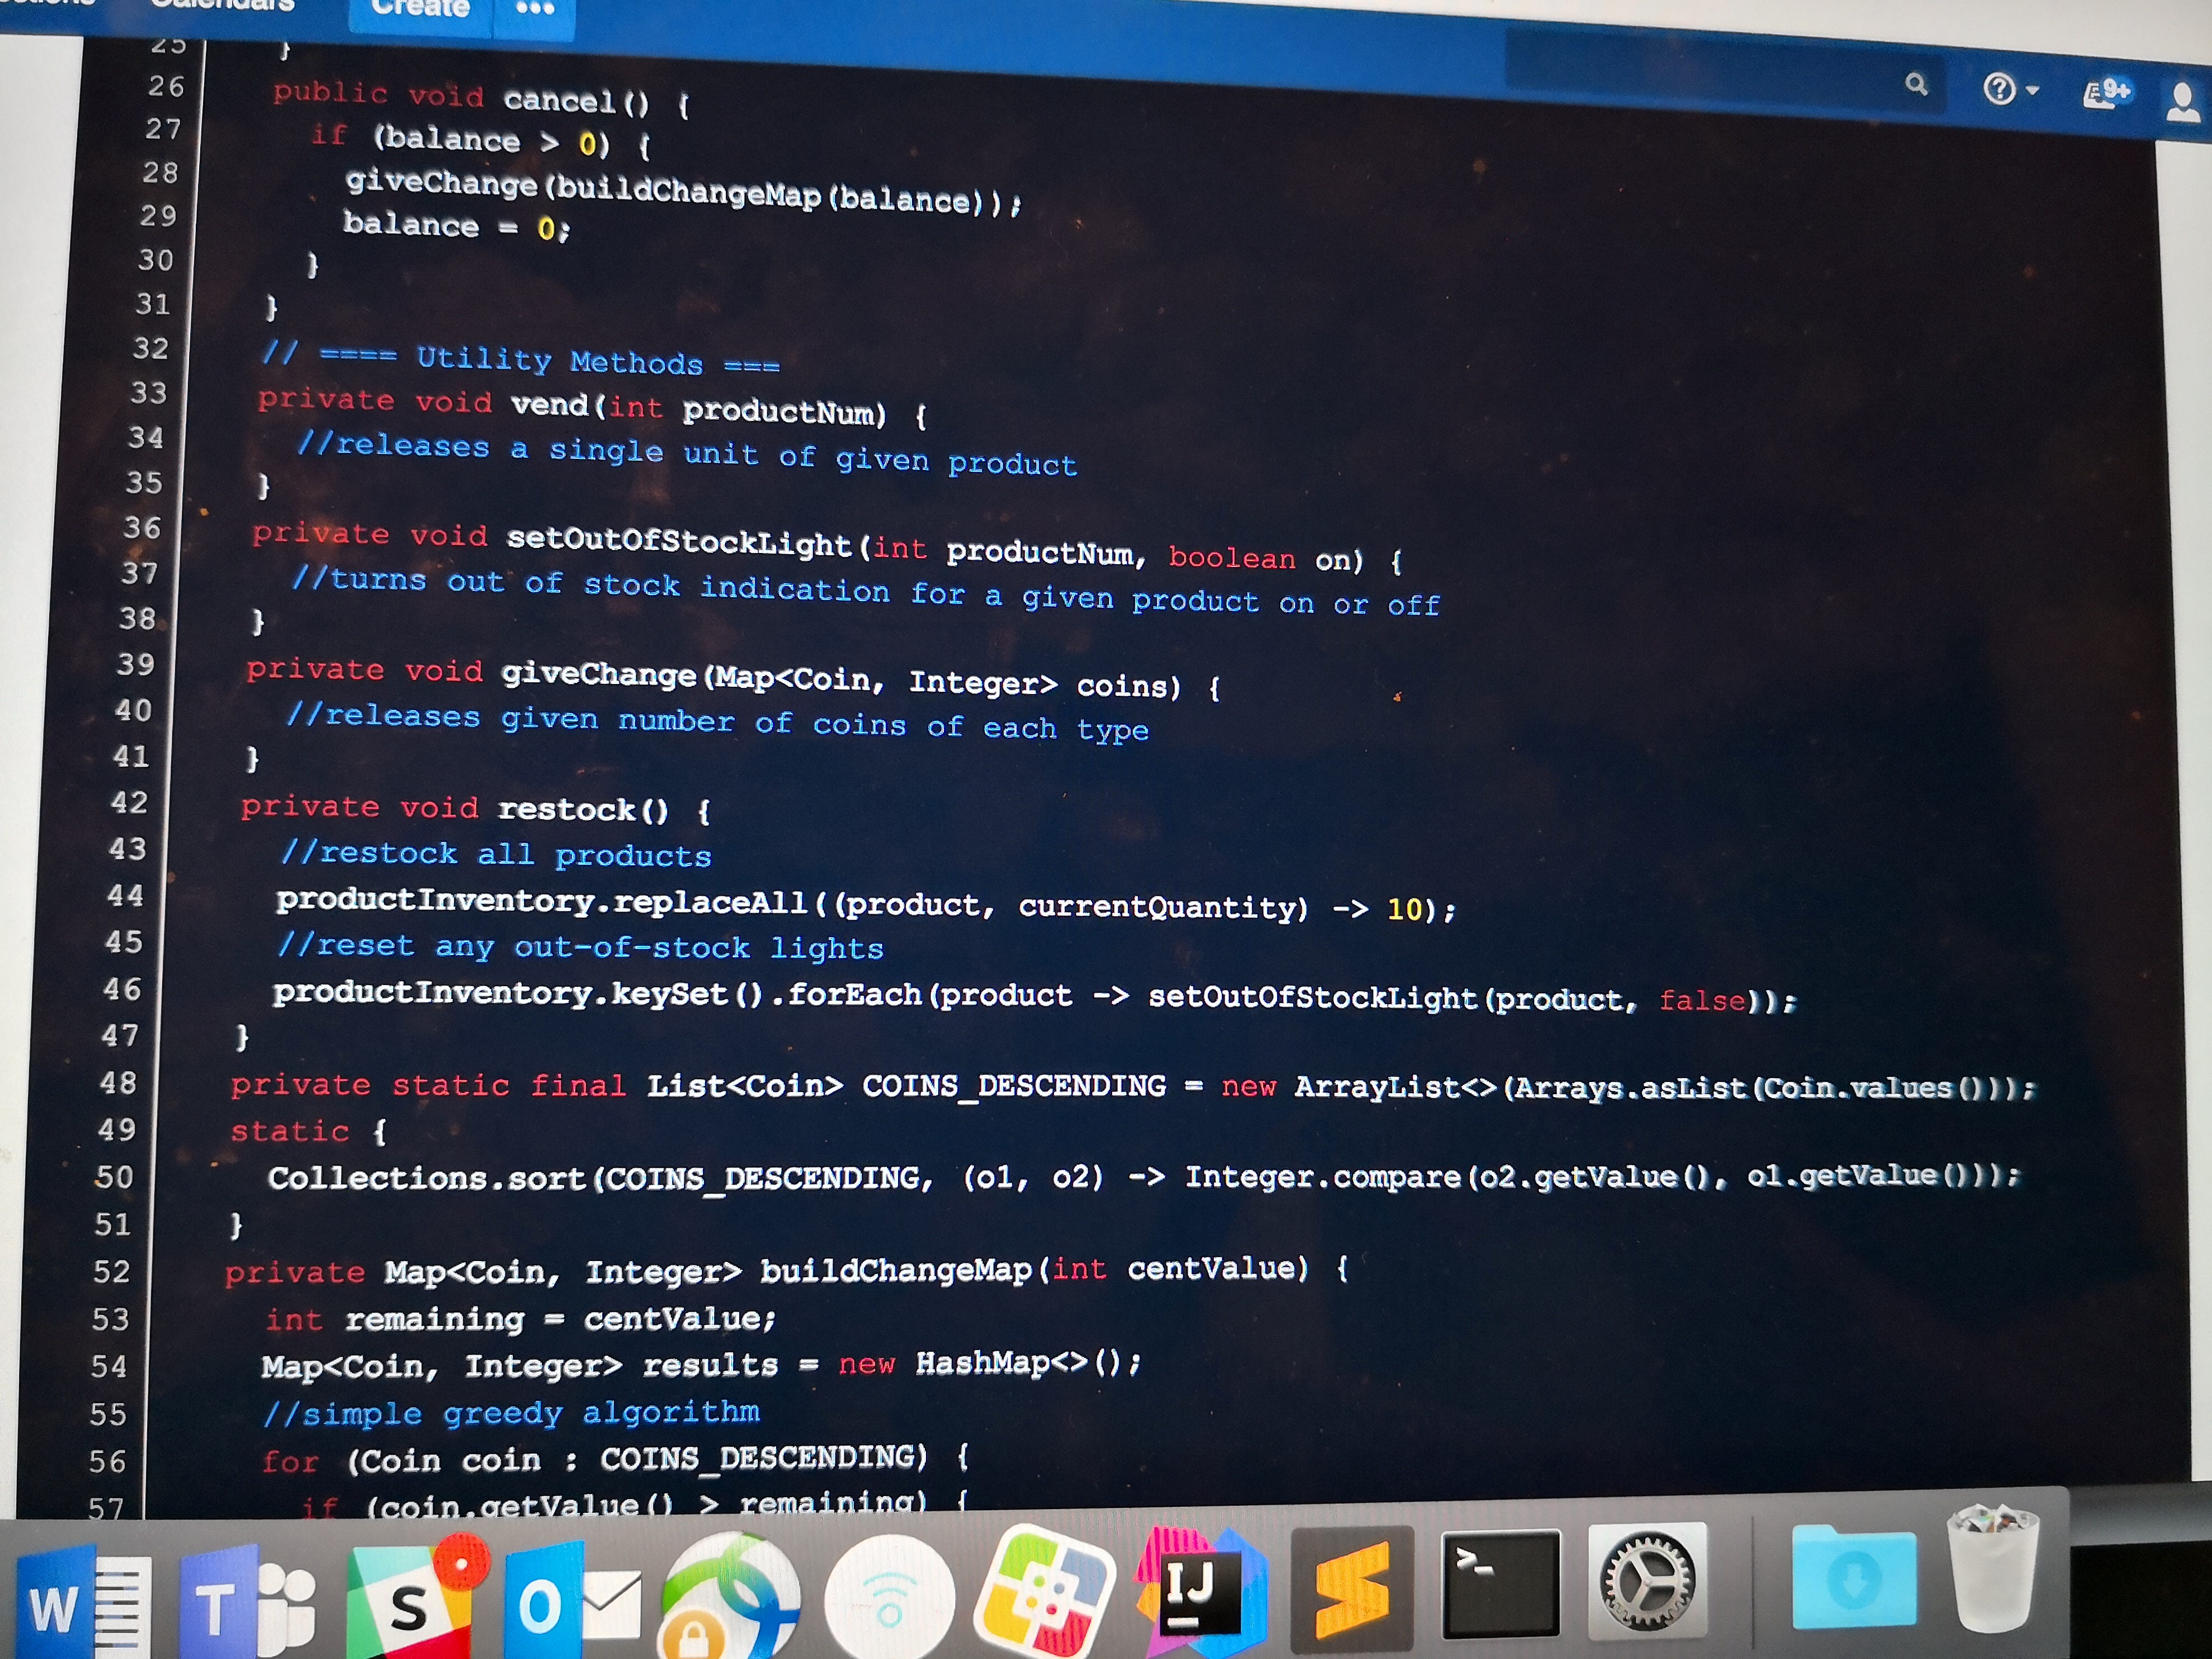 Calendars Create •••
9+
25 }
26 public void cancel() {
27 if (balance > 0) {
28 giveChange(buildChangeMap(balance));
29 balance = 0;
30 }
31 }
32 // ==== Utility Methods ===
33 private void vend(int productNum) {
34 //releases a single unit of given product
35 }
36 private void setOutOfStockLight(int productNum, boolean on) {
37 //turns out of stock indication for a given product on or off
38 }
39 private void giveChange(Map<Coin, Integer> coins) {
40 //releases given number of coins of each type
41 }
42 private void restock() {
43 //restock all products
44 productInventory.replaceAll((product, currentQuantity) -> 10);
45 //reset any out-of-stock lights
46 productInventory.keySet().forEach(product -> setOutOfStockLight(product, false));
47 }
48 private static final List<Coin> COINS_DESCENDING = new ArrayList<>(Arrays.asList(Coin.values()));
49 static {
50 Collections.sort(COINS_DESCENDING, (o1, o2) -> Integer.compare(o2.getValue(), o1.getValue()));
51 }
52 private Map<Coin, Integer> buildChangeMap(int centValue) {
53 int remaining = centValue;
54 Map<Coin, Integer> results = new HashMap<>();
55 //simple greedy algorithm
56 for (Coin coin : COINS_DESCENDING) {
57 if (coin.getValue() > remaining) {
W T S O IJ >_